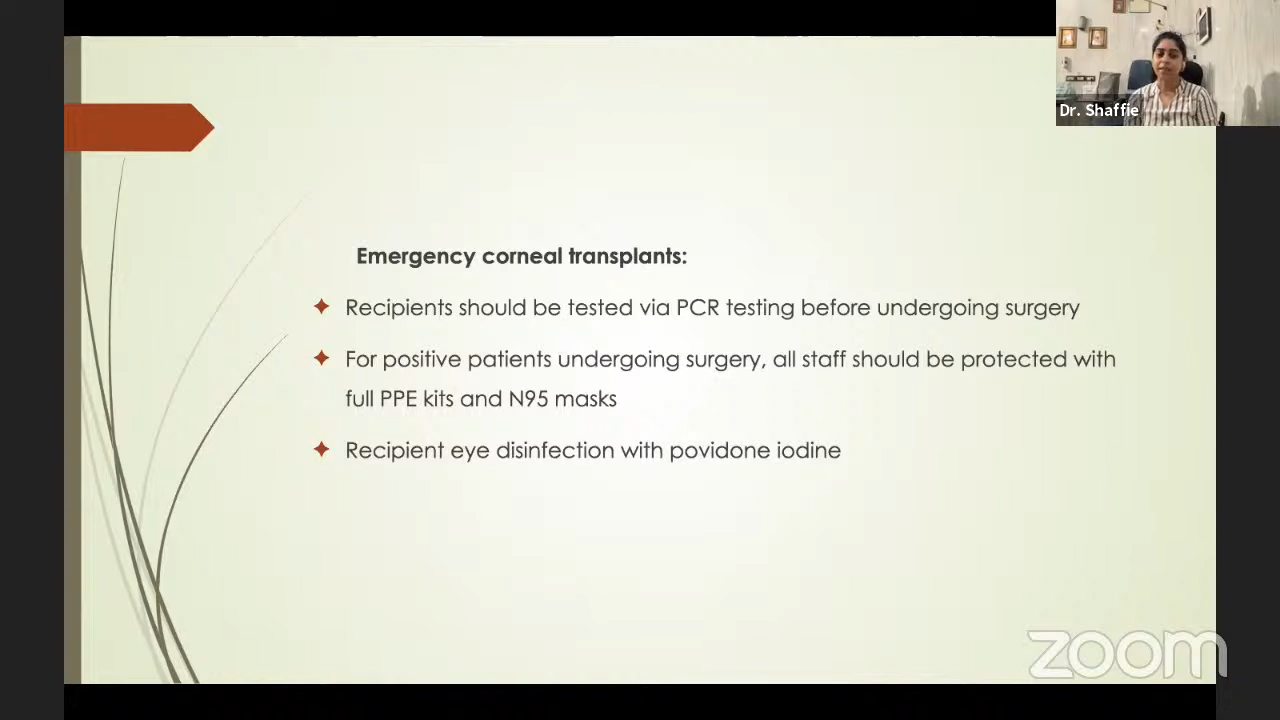 Dr. Shaffie
Emergency corneal transplants:
Recipients should be tested via PCR testing before undergoing surgery
For positive patients undergoing surgery, all staff should be protected with
full PPE kits and N95 masks
Recipient eye disinfection with povidone iodine
zoom